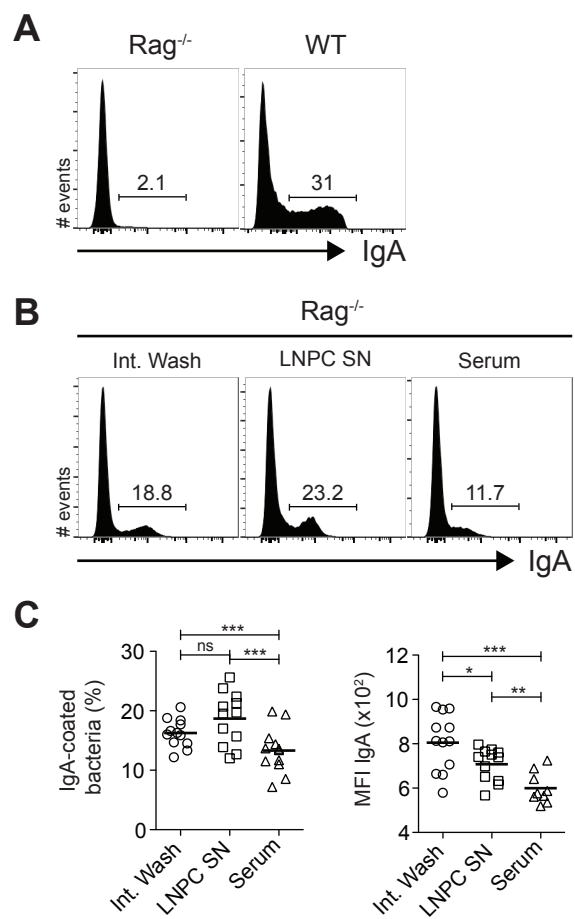 A
Rag-/-
WT
# events
2.1
31
IgA
B
Rag-/-
Int. Wash
LNPC SN
Serum
# events
18.8
23.2
11.7
IgA
C
***
ns
***
30
20
10
0
IgA-coated
bacteria (%)
Int. Wash
LNPC SN
Serum
***
*
**
12
10
8
6
4
MFI IgA (x10²)
Int. Wash
LNPC SN
Serum